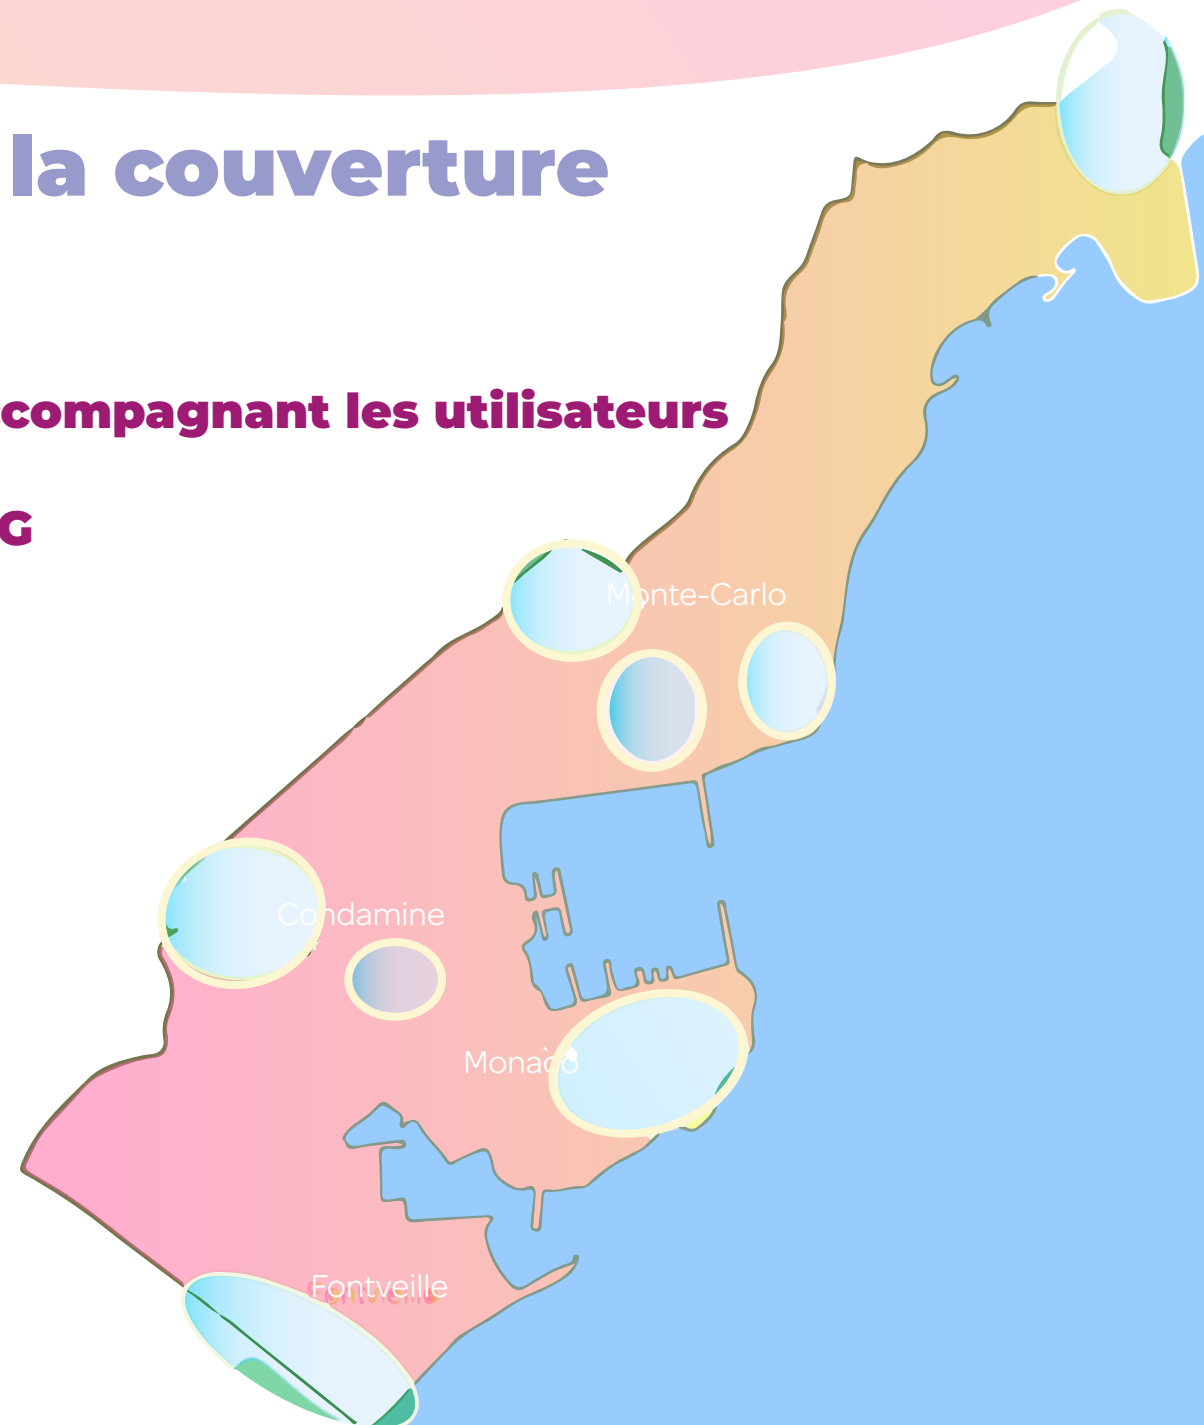 la couverture
compagnant les utilisateurs
G
Monte-Carlo
Condamine
Monaco
Fontveille